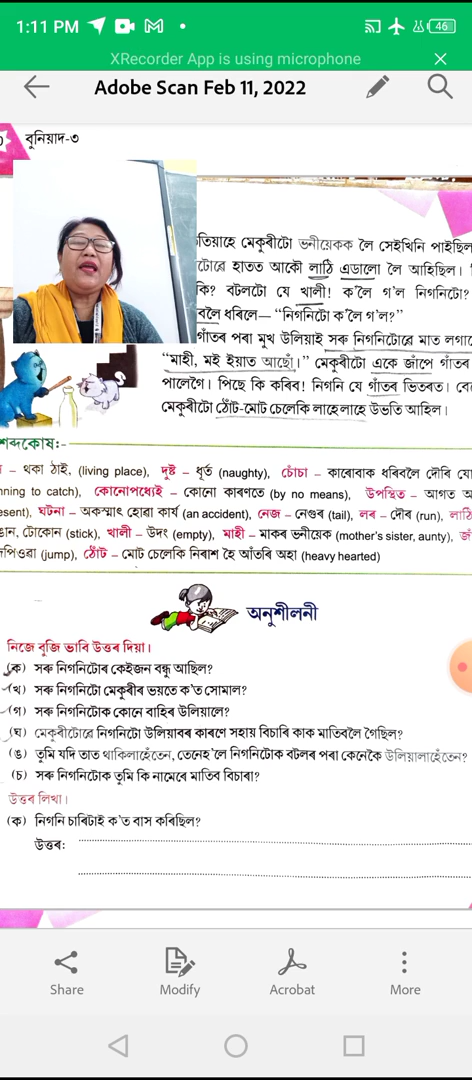 1:11 PM
46
XRecorder App is using microphone
Adobe Scan Feb 11, 2022
বুনিয়াদ-৩
তিয়াহে মেকুৰীটো ভনীয়েকক লৈ সেইখিনি পাইছিল
টোৰে হাতত আকৌ লাঠি এডালো লৈ আহিছিল।
কি? বটলটো যে খালী! ক'লৈ গ'ল নিগনিটো?
বলৈ ধৰিলে— “নিগনিটো ক'লৈ গ'ল?”
গাঁতৰ পৰা মুখ উলিয়াই সৰু নিগনিটোৱে মাত লগালে
“মাহী, মই ইয়াত আছোঁ।” মেকুৰীটো একে জাঁপে গাঁতৰ
পালেগৈ। পিছে কি কৰিব! নিগনি যে গাঁতৰ ভিতৰত।
মেকুৰীটো ঠোঁট-মোট চেলেকি লাহেলাহে উভতি আহিল।
শব্দকোষ:-
– থকা ঠাই, (living place), দুষ্ট – ধূৰ্ত (naughty), চোঁচা – কাৰোবাক ধৰিবলৈ দৌৰি যো
nning to catch), কোনোপধ্যেই – কোনো কাৰণতে (by no means), উপস্থিত – আগত
esent), ঘটনা – অকস্মাৎ হোৱা কাৰ্য (an accident), নেজ – নেগুৰ (tail), লৰ – দৌৰ (run), লাঠি
টোকোন (stick), খালী – উদং (empty), মাহী – মাকৰ ভনীয়েক (mother's sister, aunty),
জপিওৱা (jump), ঠোঁট – মোট চেলেকি নিৰাশ হৈ আঁতৰি অহা (heavy hearted)
অনুশীলনী
নিজে বুজি ভাবি উত্তৰ দিয়া।
(ক) সৰু নিগনিটোৰ কেইজন বন্ধু আছিল?
(খ) সৰু নিগনিটো মেকুৰীৰ ভয়তে ক'ত সোমাল?
(গ) সৰু নিগনিটোক কোনে বাহিৰ উলিয়ালে?
(ঘ) মেকুৰীটোৱে নিগনিটো উলিয়াবৰ কাৰণে সহায় বিচাৰি কাক মাতিবলৈ গৈছিল?
(ঙ) তুমি যদি তাত থাকিলাহেঁতেন, তেনেহ'লে নিগনিটোক বটলৰ পৰা কেনেকৈ উলিয়ালাহেঁতেন?
(চ) সৰু নিগনিটোক তুমি কি নামেৰে মাতিব বিচাৰা?
উত্তৰ লিখা।
(ক) নিগনি চাৰিটাই ক'ত বাস কৰিছিল?
উত্তৰ:
Share
Modify
Acrobat
More